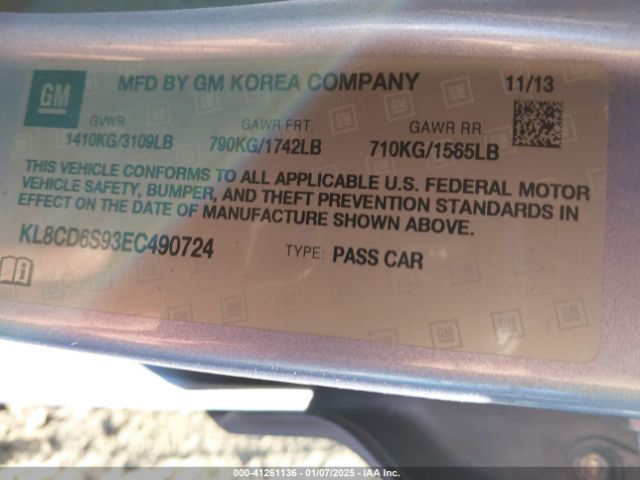 GM MFD BY GM KOREA COMPANY 11/13
GVWR GAWR FRT. GAWR RR.
1410KG/3109LB 790KG/1742LB 710KG/1565LB
THIS VEHICLE CONFORMS TO ALL APPLICABLE U.S. FEDERAL MOTOR
VEHICLE SAFETY, BUMPER, AND THEFT PREVENTION STANDARDS IN
EFFECT ON THE DATE OF MANUFACTURE SHOWN ABOVE.
KL8CD6S93EC490724 TYPE: PASS CAR
000-41261136 - 01/07/2025 - IAA Inc.